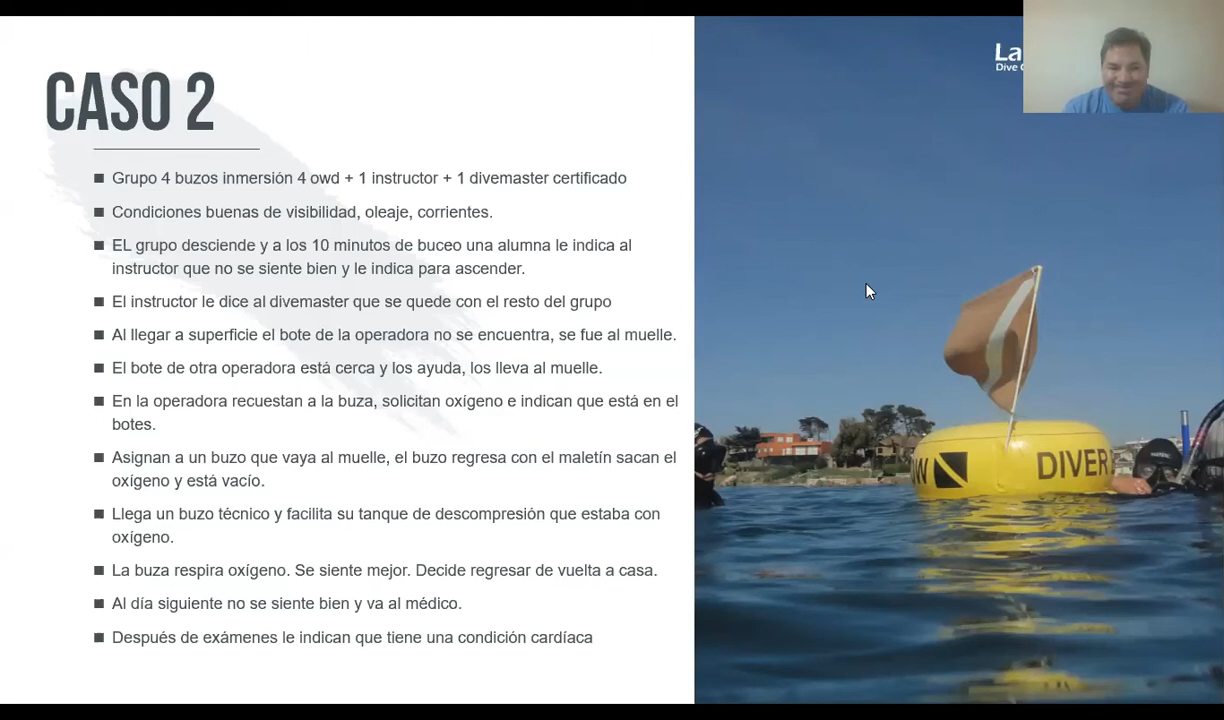 La
Dive
CASO 2
Grupo 4 buzos inmersión 4 owd + 1 instructor + 1 divemaster certificado
Condiciones buenas de visibilidad, oleaje, corrientes.
EL grupo desciende y a los 10 minutos de buceo una alumna le indica al
instructor que no se siente bien y le indica para ascender.
El instructor le dice al divemaster que se quede con el resto del grupo
Al llegar a superficie el bote de la operadora no se encuentra, se fue al muelle.
El bote de otra operadora está cerca y los ayuda, los lleva al muelle.
En la operadora recuestan a la buza, solicitan oxígeno e indican que está en el
botes.
Asignan a un buzo que vaya al muelle, el buzo regresa con el maletín sacan el
oxígeno y está vacío.
Llega un buzo técnico y facilita su tanque de descompresión que estaba con
oxígeno.
La buza respira oxígeno. Se siente mejor. Decide regresar de vuelta a casa.
Al día siguiente no se siente bien y va al médico.
Después de exámenes le indican que tiene una condición cardíaca
DIVER